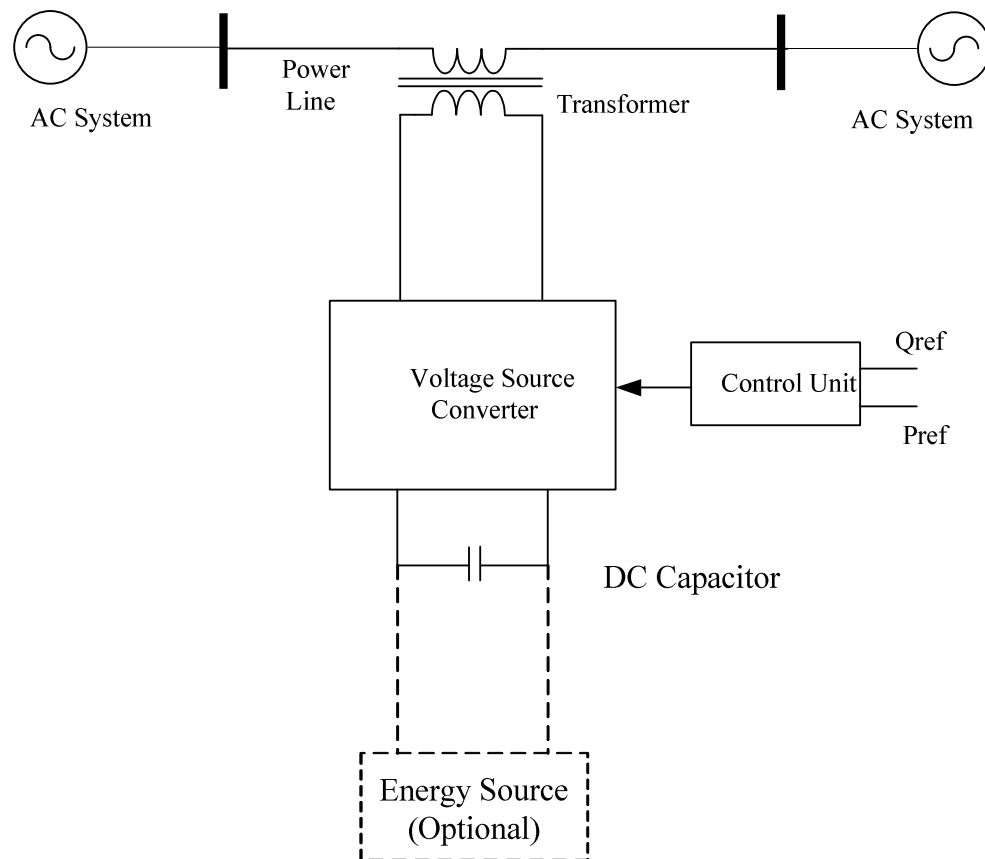 Power
Line
Transformer
AC System
AC System
Voltage Source
Converter
Control Unit
Qref
Pref
DC Capacitor
Energy Source
(Optional)